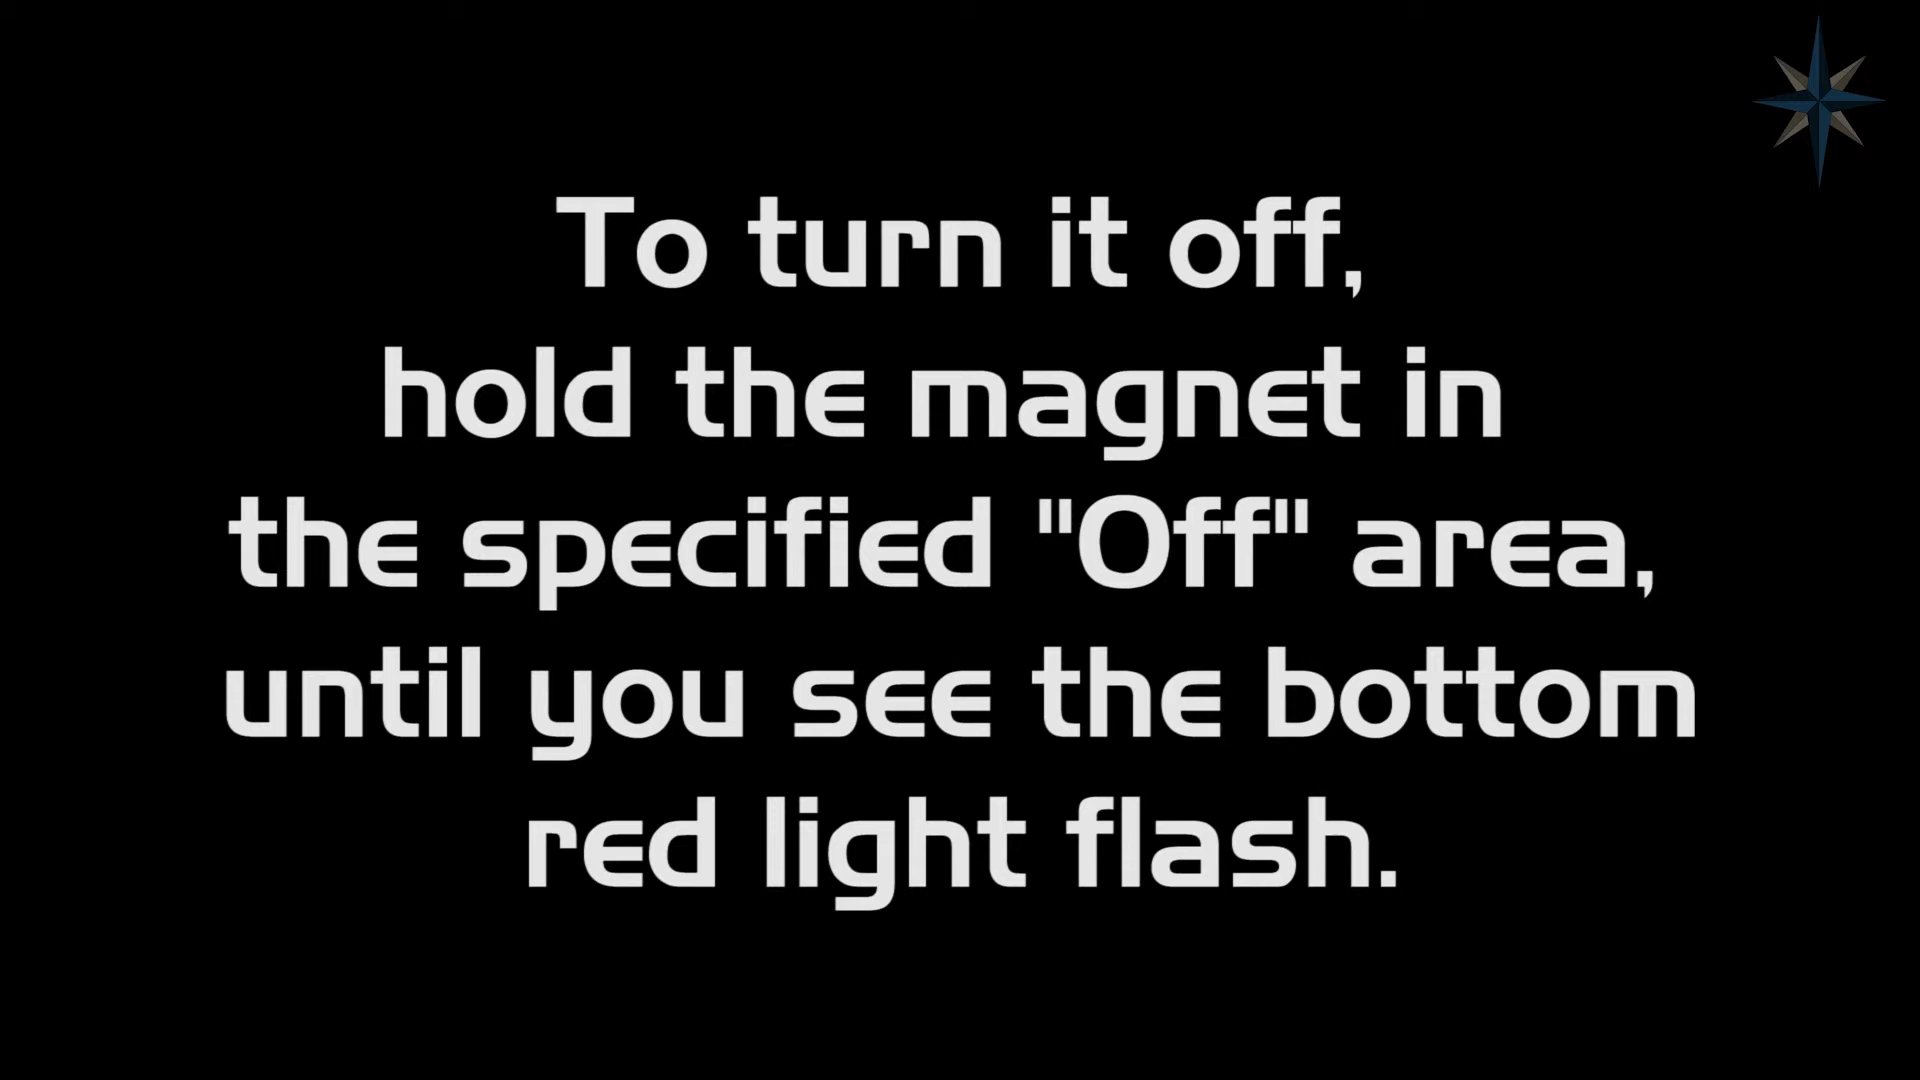 To turn it off,
hold the magnet in
the specified "Off" area,
until you see the bottom
red light flash.